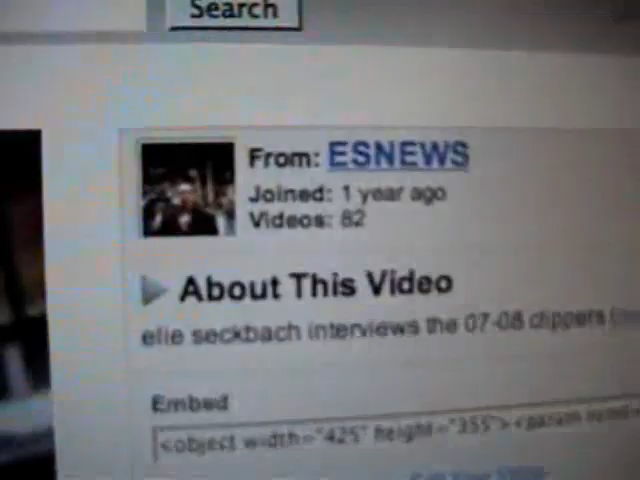 Search
From: ESNEWS
Joined: 1 year ago
Videos: 82
About This Video
elie seckbach interviews the 07-08 clippers
Embed
<object width="425" height="355"><param